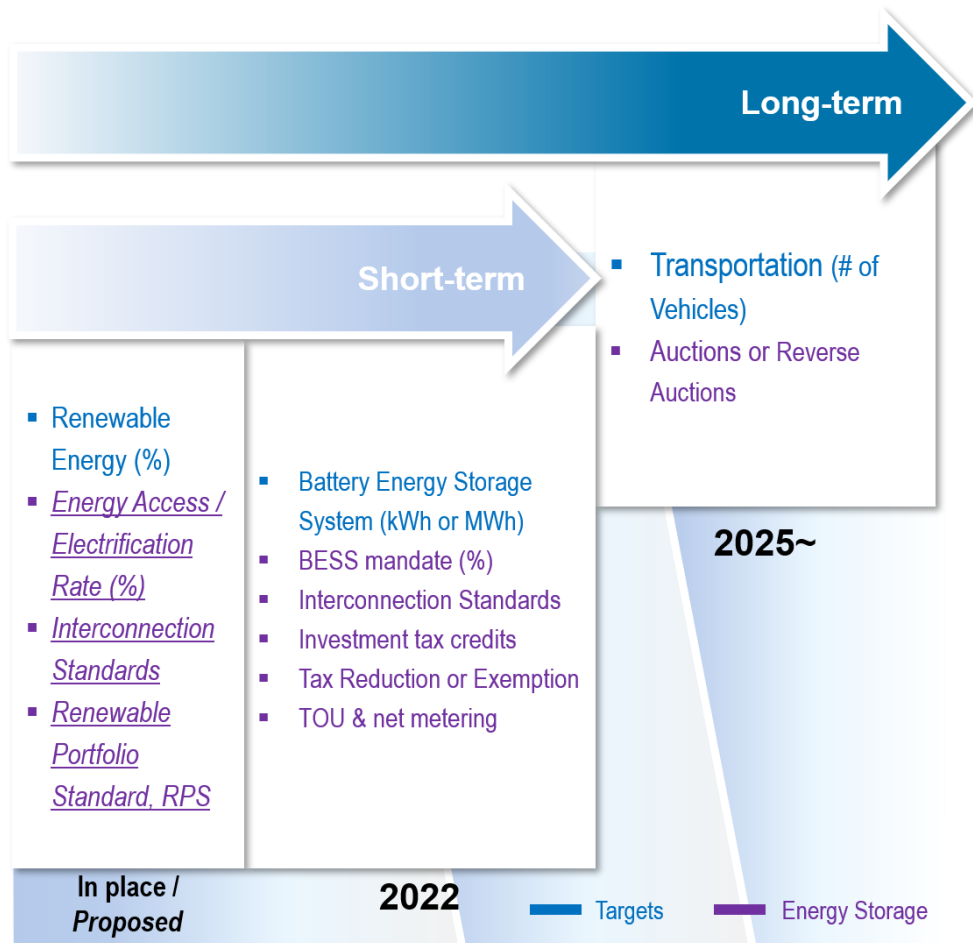 Long-term
Short-term
▪ Transportation (# of
Vehicles)
▪ Auctions or Reverse
Auctions
▪ Renewable
Energy (%)
▪ Energy Access /
Electrification
Rate (%)
▪ Interconnection
Standards
▪ Renewable
Portfolio
Standard, RPS
▪ Battery Energy Storage
System (kWh or MWh)
▪ BESS mandate (%)
▪ Interconnection Standards
▪ Investment tax credits
▪ Tax Reduction or Exemption
▪ TOU & net metering
2025~
In place /
Proposed
2022
Targets
Energy Storage